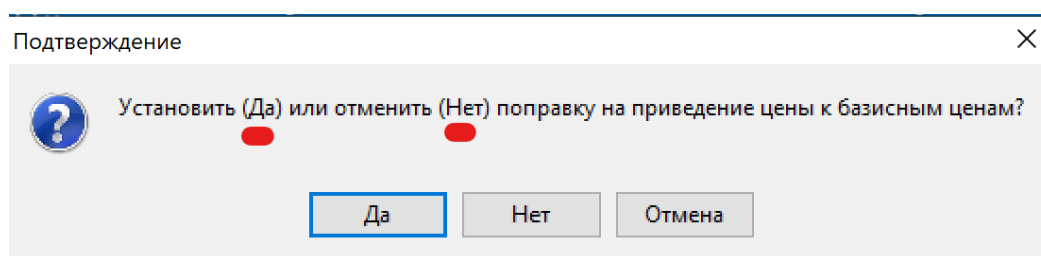 Подтверждение
Установить (Да) или отменить (Нет) поправку на приведение цены к базисным ценам?
Да Нет Отмена